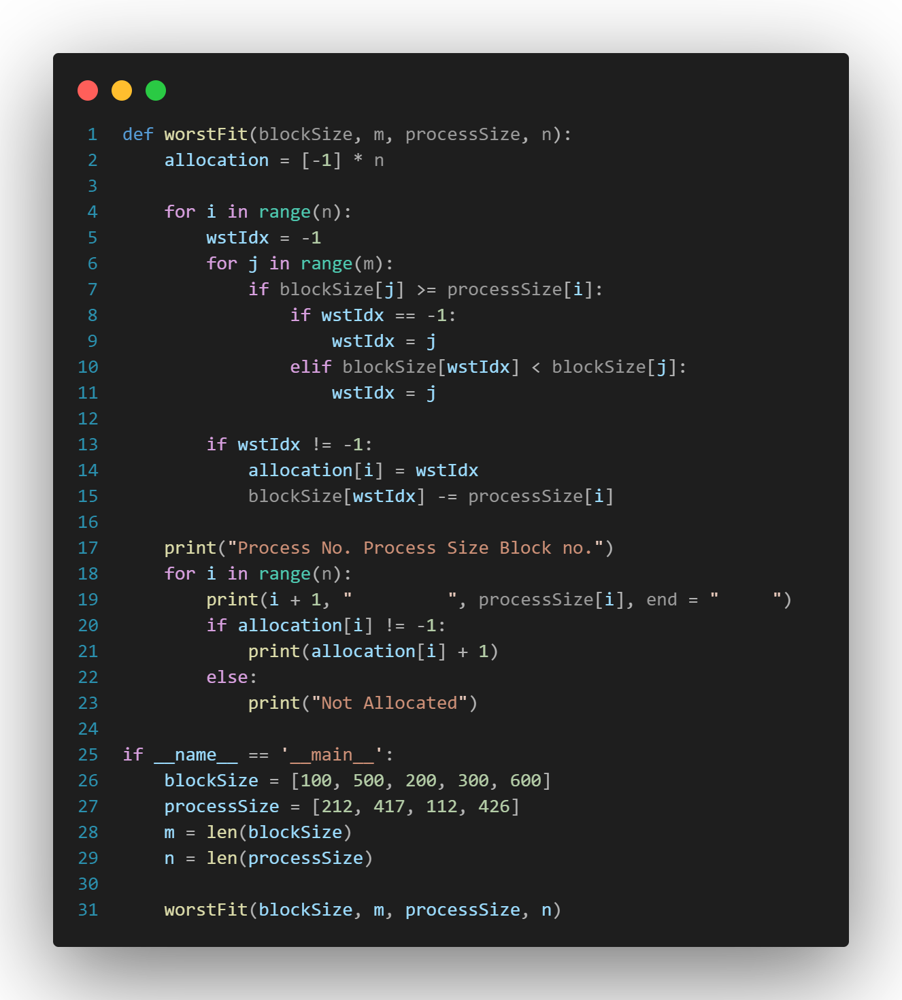 1 def worstFit(blockSize, m, processSize, n):
2     allocation = [-1] * n
3
4     for i in range(n):
5         wstIdx = -1
6         for j in range(m):
7             if blockSize[j] >= processSize[i]:
8                 if wstIdx == -1:
9                     wstIdx = j
10                 elif blockSize[wstIdx] < blockSize[j]:
11                     wstIdx = j
12
13         if wstIdx != -1:
14             allocation[i] = wstIdx
15             blockSize[wstIdx] -= processSize[i]
16
17     print("Process No. Process Size Block no.")
18     for i in range(n):
19         print(i + 1, "         ", processSize[i], end = "     ")
20         if allocation[i] != -1:
21             print(allocation[i] + 1)
22         else:
23             print("Not Allocated")
24
25 if __name__ == '__main__':
26     blockSize = [100, 500, 200, 300, 600]
27     processSize = [212, 417, 112, 426]
28     m = len(blockSize)
29     n = len(processSize)
30
31     worstFit(blockSize, m, processSize, n)